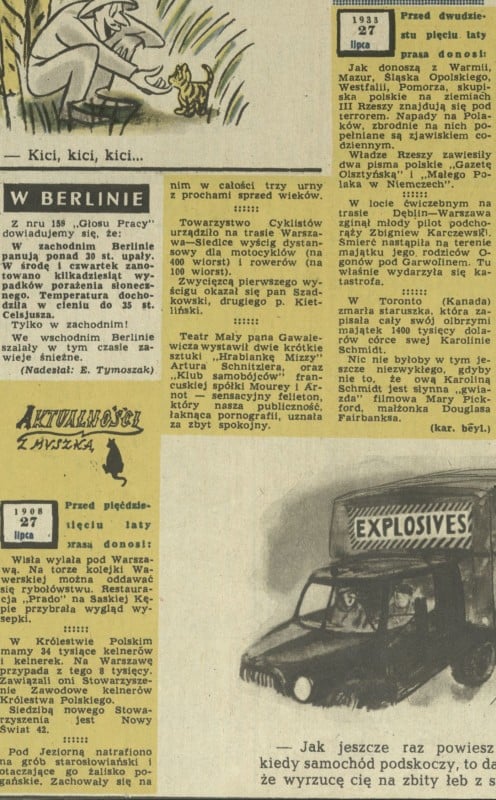 — Kici, kici, kici...
W BERLINIE
Z nru 159 „Głosu Pracy"
dowiadujemy się, że:
W zachodnim Berlinie
panują ponad 30 st. upały.
W środę i czwartek zano-
towano kilkadziesiąt wy-
padków porażenia słonecz-
nego. Temperatura docho-
dziła w cieniu do 35 st.
Celsjusza.
Tylko w zachodnim!
We wschodnim Berlinie
szalały w tym czasie za-
wieje śnieżne.
(Nadesłał: E. Tymoszak)
AKTUALNOŚCI
Z MYSZKĄ
1908
27
lipca
Przed pięćdzie-
sięciu laty
prasa donosi:
Wisła wylała pod Warsza-
wą. Na torze kolejki Wa-
werskiej można oddawać
się rybołówstwu. Restaura-
cja „Prado" na Saskiej Kę-
pie przybrała wygląd wy-
sepki.
::::::
W Królestwie Polskim
mamy 34 tysiące kelnerów
i kelnerek. Na Warszawę
przypada z tego 8 tysięcy.
Zawiązali oni Stowarzysze-
nie Zawodowe kelnerów
Królestwa Polskiego.
Siedzibą nowego Stowa-
rzyszenia jest Nowy
Świat 42.
::::::
Pod Jeziorną natrafiono
na grób starosłowiański i
otaczające go żalisko po-
gańskie. Zachowały się na
nim w całości trzy urny
z prochami sprzed wieków.
::::::
Towarzystwo Cyklistów
urządziło na trasie Warsza-
wa—Siedlce wyścig dystan-
sowy dla motocyklów (na
400 wiorst) i rowerów (na
100 wiorst).
Zwycięzcą pierwszego wy-
ścigu okazał się pan Szad-
kowski, drugiego p. Kiet-
liński.
::::::
Teatr Mały pana Gawale-
wicza wystawił dwie krótkie
sztuki „Hrabiankę Mizzy"
Artura Schnitzlera, oraz
„Klub samobójców" fran-
cuskiej spółki Mourey i Ar-
not — sensacyjny felieton,
który nasza publiczność,
łaknąca pornografii, uznała
za zbyt spokojny.
1933
27
lipca
Przed dwudzie-
stu pięciu laty
prasa donosi:
Jak donoszą z Warmii,
Mazur, Śląska Opolskiego,
Westfalii, Pomorza, skupi-
ska polskie na ziemiach
III Rzeszy znajdują się pod
terrorem. Napady na Pola-
ków, zbrodnie na nich po-
pełniane są zjawiskiem co-
dziennym.
Władze Rzeszy zawiesiły
dwa pisma polskie „Gazetę
Olsztyńską" i „Małego Po-
laka w Niemczech".
::::::
W locie ćwiczebnym na
trasie Dęblin—Warszawa
zginął młody pilot podcho-
rąży Zbigniew Karczewski.
Śmierć nastąpiła na terenie
majątku jego rodziców O-
gonów pod Garwolinem. Tu
właśnie wydarzyła się ka-
tastrofa.
::::::
W Toronto (Kanada)
zmarła staruszka, która za-
pisała cały swój olbrzymi
majątek 1400 tysięcy dola-
rów córce swej Karolinie
Schmidt.
Nic nie byłoby w tym je-
szcze niezwykłego, gdyby
nie to, że ową Karoliną
Schmidt jest słynna „gwia-
zda" filmowa Mary Pick-
ford, małżonka Douglasa
Fairbanksa.
(kar. beyl.)
EXPLOSIVES
— Jak jeszcze raz powiesz
kiedy samochód podskoczy, to da
że wyrzucę cię na zbity łeb z s